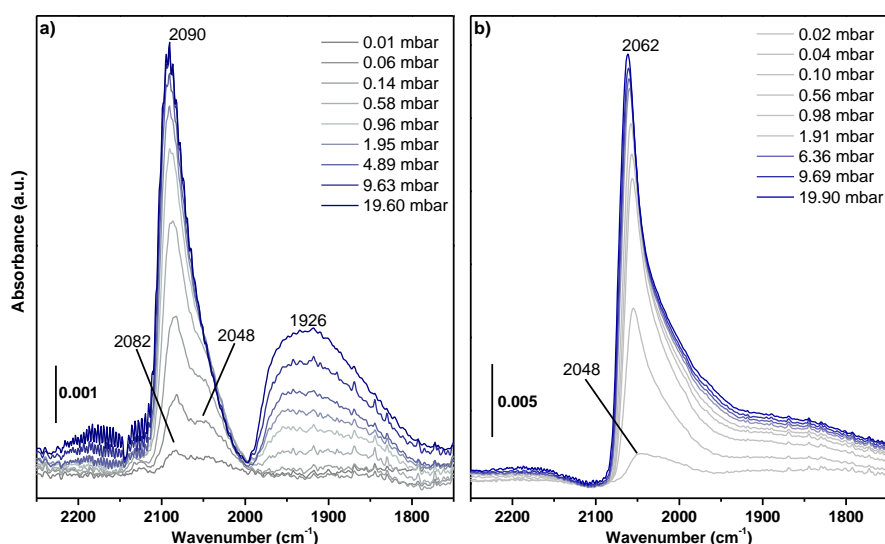 a)
2090
0.01 mbar
0.06 mbar
0.14 mbar
0.58 mbar
0.96 mbar
1.95 mbar
4.89 mbar
9.63 mbar
19.60 mbar
2082
2048
1926
0.001
Absorbance (a.u.)
2200 2100 2000 1900 1800
Wavenumber (cm⁻¹)
b)
2062
0.02 mbar
0.04 mbar
0.10 mbar
0.56 mbar
0.98 mbar
1.91 mbar
6.36 mbar
9.69 mbar
19.90 mbar
2048
0.005
2200 2100 2000 1900 1800
Wavenumber (cm⁻¹)